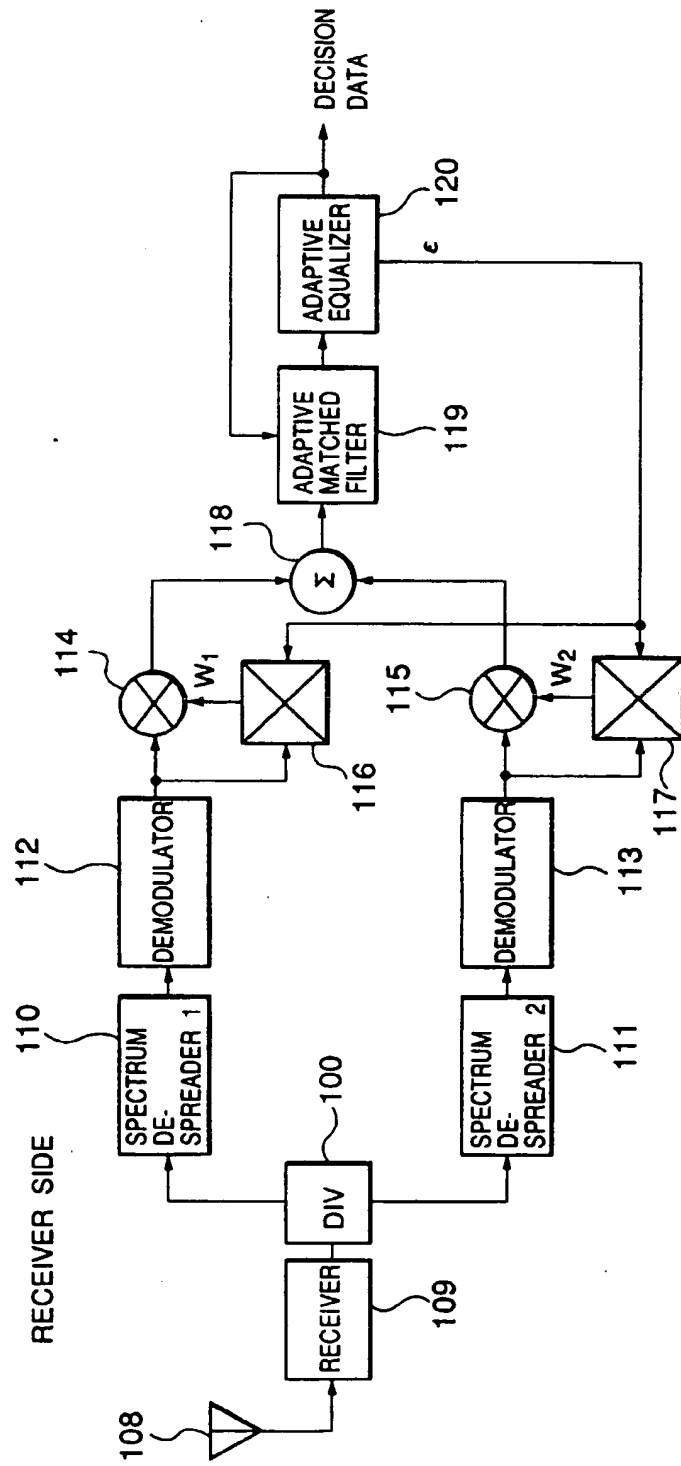 RECEIVER SIDE
108
RECEIVER
109
DIV
100
SPECTRUM
DE-
SPREADER 1
110
SPECTRUM
DE-
SPREADER 2
111
DEMODULATOR
112
DEMODULATOR
113
114
W1
116
115
W2
117
Σ
118
ADAPTIVE
MATCHED
FILTER
119
ADAPTIVE
EQUALIZER
120
ε
DECISION
DATA